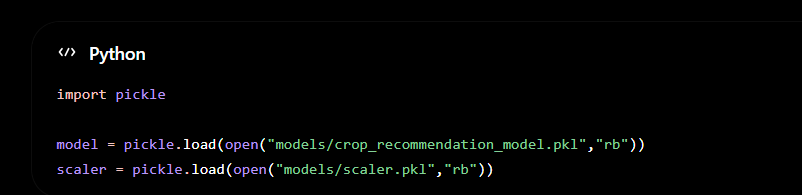 </> Python
import pickle
model = pickle.load(open("models/crop_recommendation_model.pkl","rb"))
scaler = pickle.load(open("models/scaler.pkl","rb"))